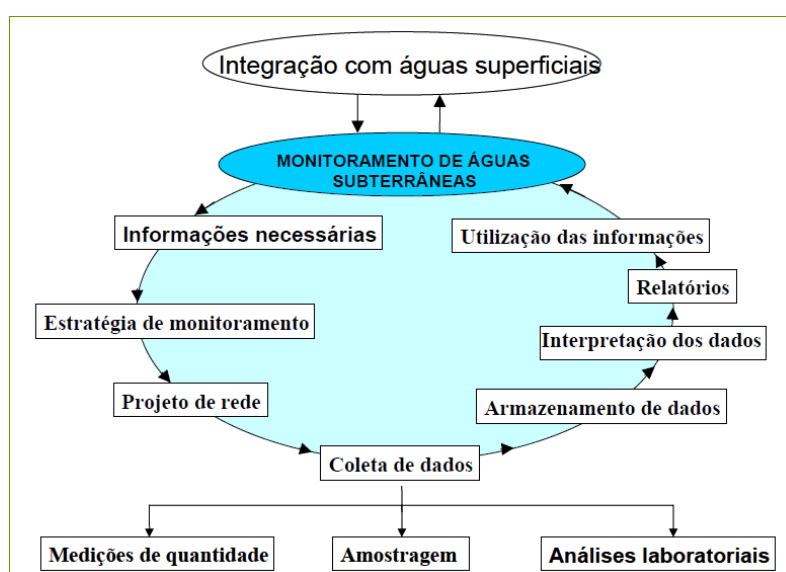 Integração com águas superficiais
MONITORAMENTO DE ÁGUAS
SUBTERRÂNEAS
Informações necessárias
Utilização das informações
Relatórios
Estratégia de monitoramento
Interpretação dos dados
Projeto de rede
Armazenamento de dados
Coleta de dados
Medições de quantidade
Amostragem
Análises laboratoriais